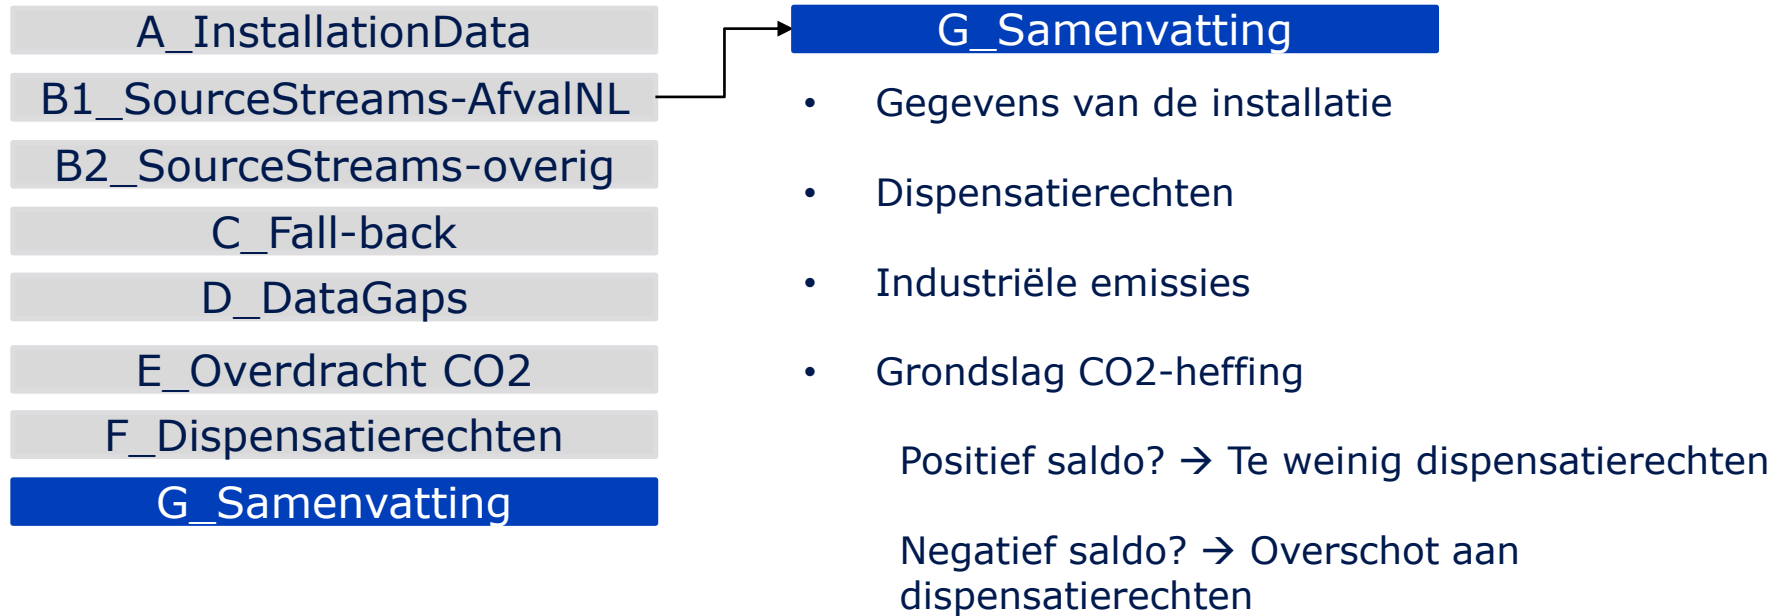 A_InstallationData
B1_SourceStreams-AfvalNL
B2_SourceStreams-overig
C_Fall-back
D_DataGaps
E_Overdracht CO2
F_Dispensatierechten
G_Samenvatting
G_Samenvatting
• Gegevens van de installatie
• Dispensatierechten
• Industriële emissies
• Grondslag CO2-heffing
Positief saldo? → Te weinig dispensatierechten
Negatief saldo? → Overschot aan
dispensatierechten